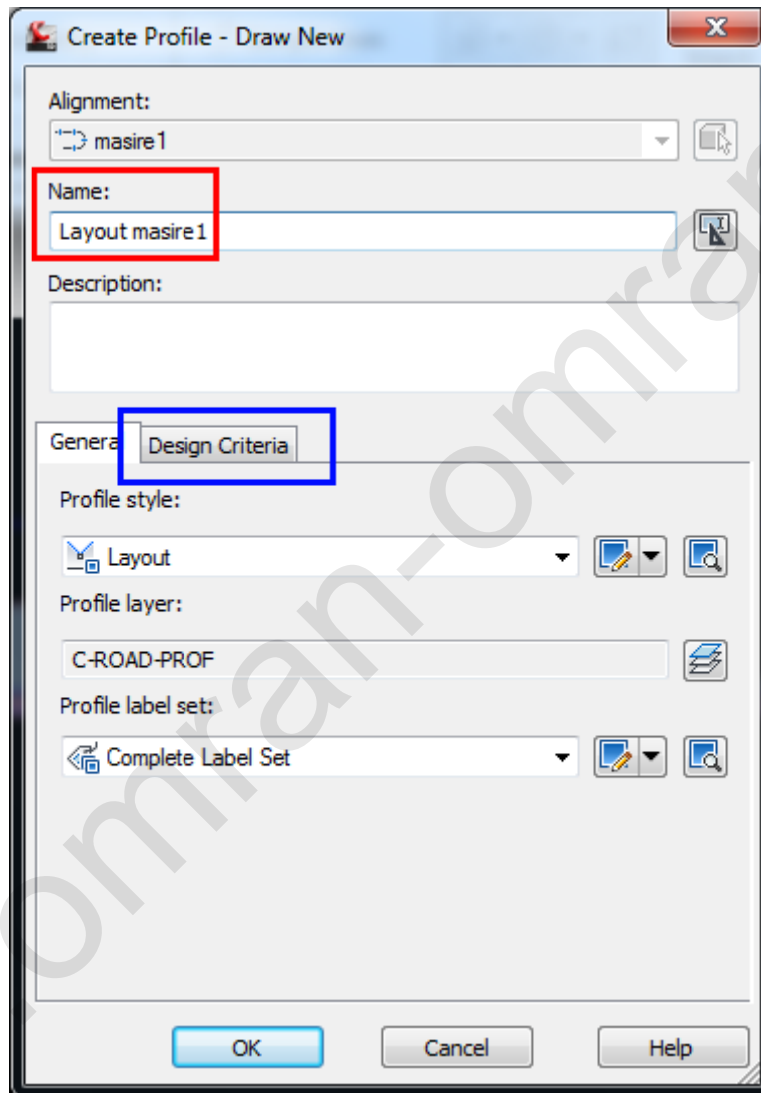 Create Profile - Draw New
Alignment:
masire1
Name:
Layout masire1
Description:
General
Design Criteria
Profile style:
Layout
Profile layer:
C-ROAD-PROF
Profile label set:
Complete Label Set
OK Cancel Help
omran-omran